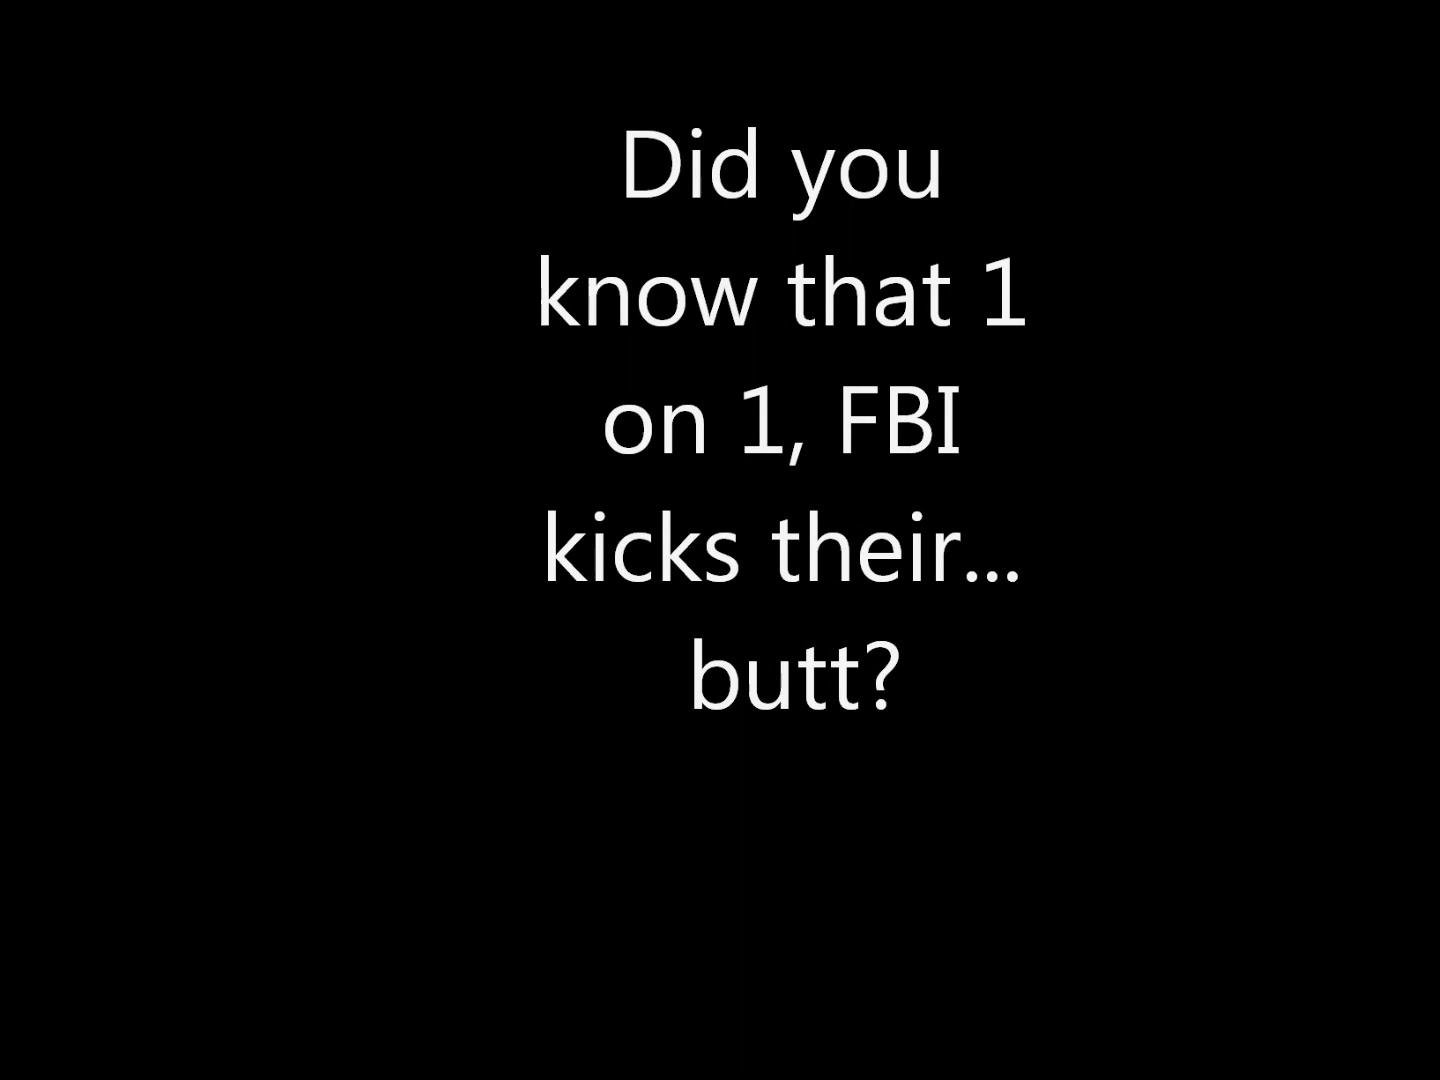 Did you
know that 1
on 1, FBI
kicks their...
butt?